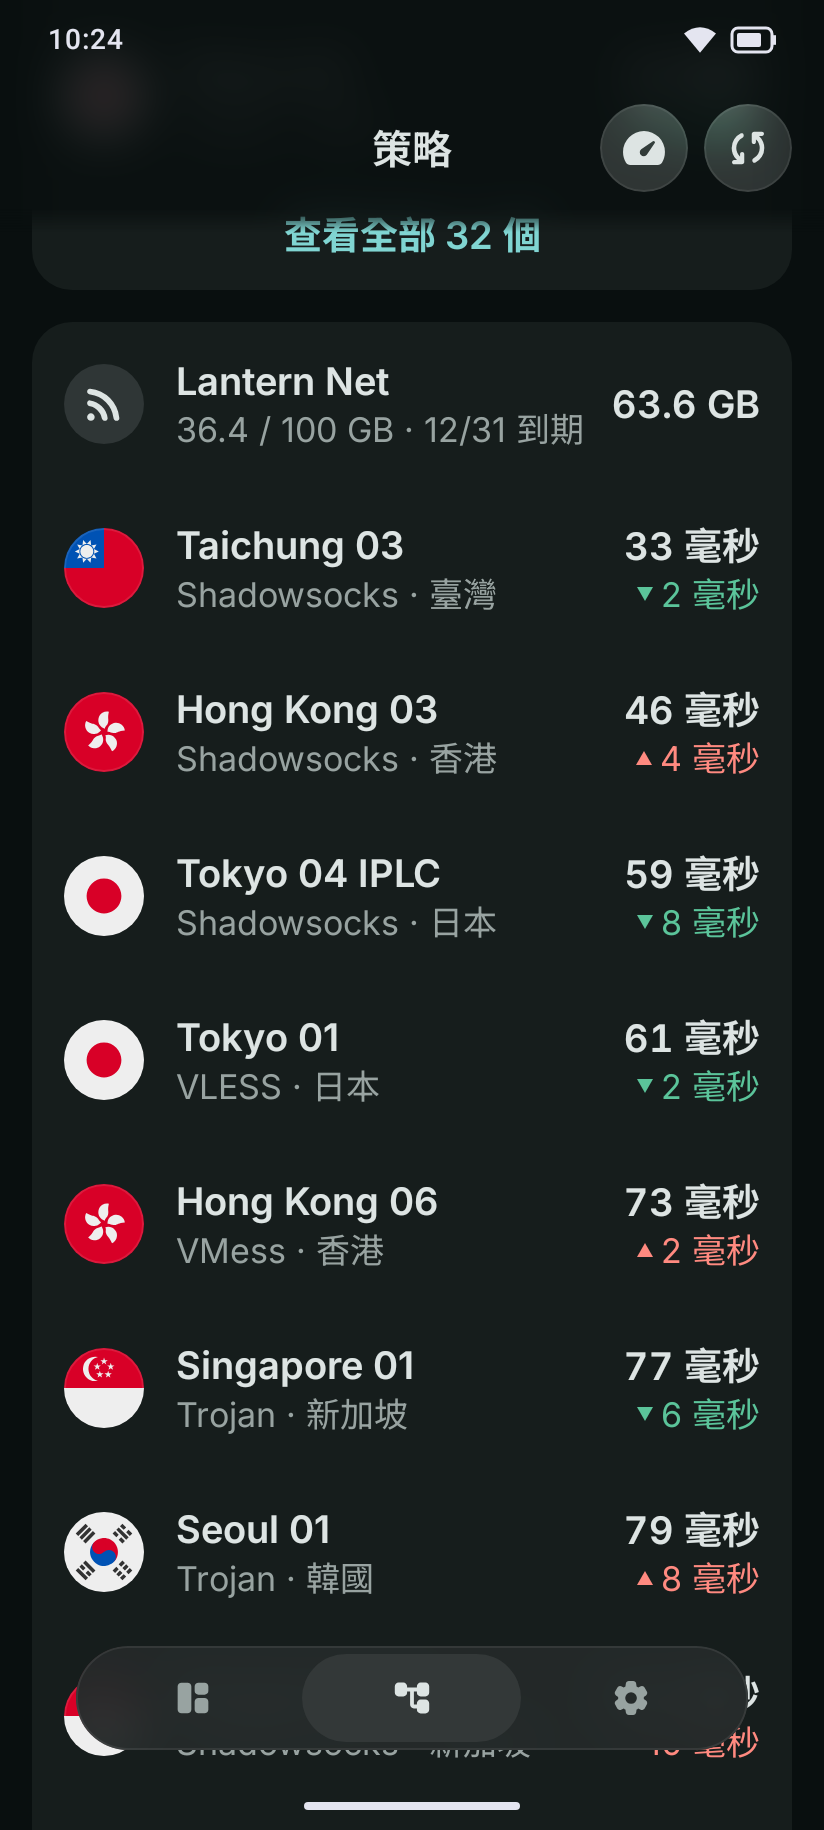 10:24
策略
查看全部 32 個
Lantern Net
63.6 GB
36.4 / 100 GB · 12/31 到期
Taichung 03
33 毫秒
Shadowsocks · 臺灣
▼2 毫秒
Hong Kong 03
46 毫秒
Shadowsocks · 香港
▲4 毫秒
Tokyo 04 IPLC
59 毫秒
Shadowsocks · 日本
▼8 毫秒
Tokyo 01
61 毫秒
VLESS · 日本
▼2 毫秒
Hong Kong 06
73 毫秒
VMess · 香港
▲2 毫秒
Singapore 01
77 毫秒
Trojan · 新加坡
▼6 毫秒
Seoul 01
79 毫秒
Trojan · 韓國
▲8 毫秒
Shadowsocks · 新加坡